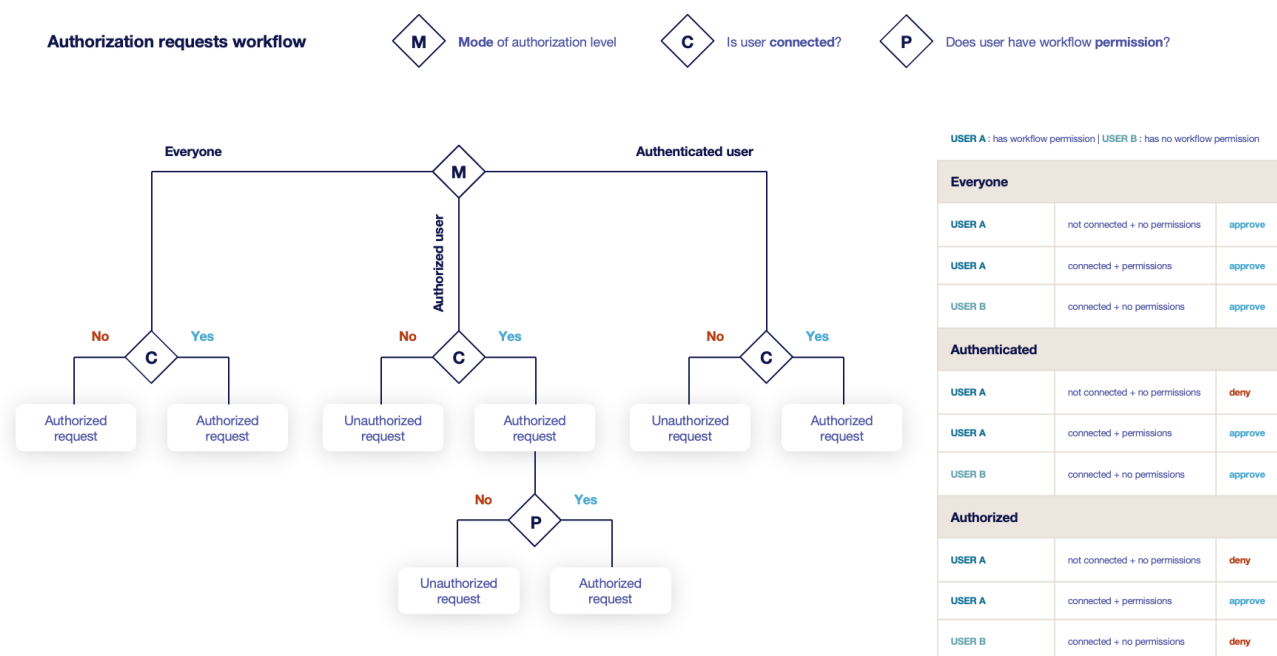 Authorization requests workflow
M
Mode of authorization level
C
Is user connected?
P
Does user have workflow permission?
Everyone
M
Authenticated user
Authorized user
No
C
Yes
No
C
Yes
No
C
Yes
Authorized
request
Authorized
request
Unauthorized
request
Authorized
request
Unauthorized
request
Authorized
request
No
P
Yes
Unauthorized
request
Authorized
request
USER A : has workflow permission | USER B : has no workflow permission
Everyone
USER A not connected + no permissions approve
USER A connected + permissions approve
USER B connected + no permissions approve
Authenticated
USER A not connected + no permissions deny
USER A connected + permissions approve
USER B connected + no permissions approve
Authorized
USER A not connected + no permissions deny
USER A connected + permissions approve
USER B connected + no permissions deny